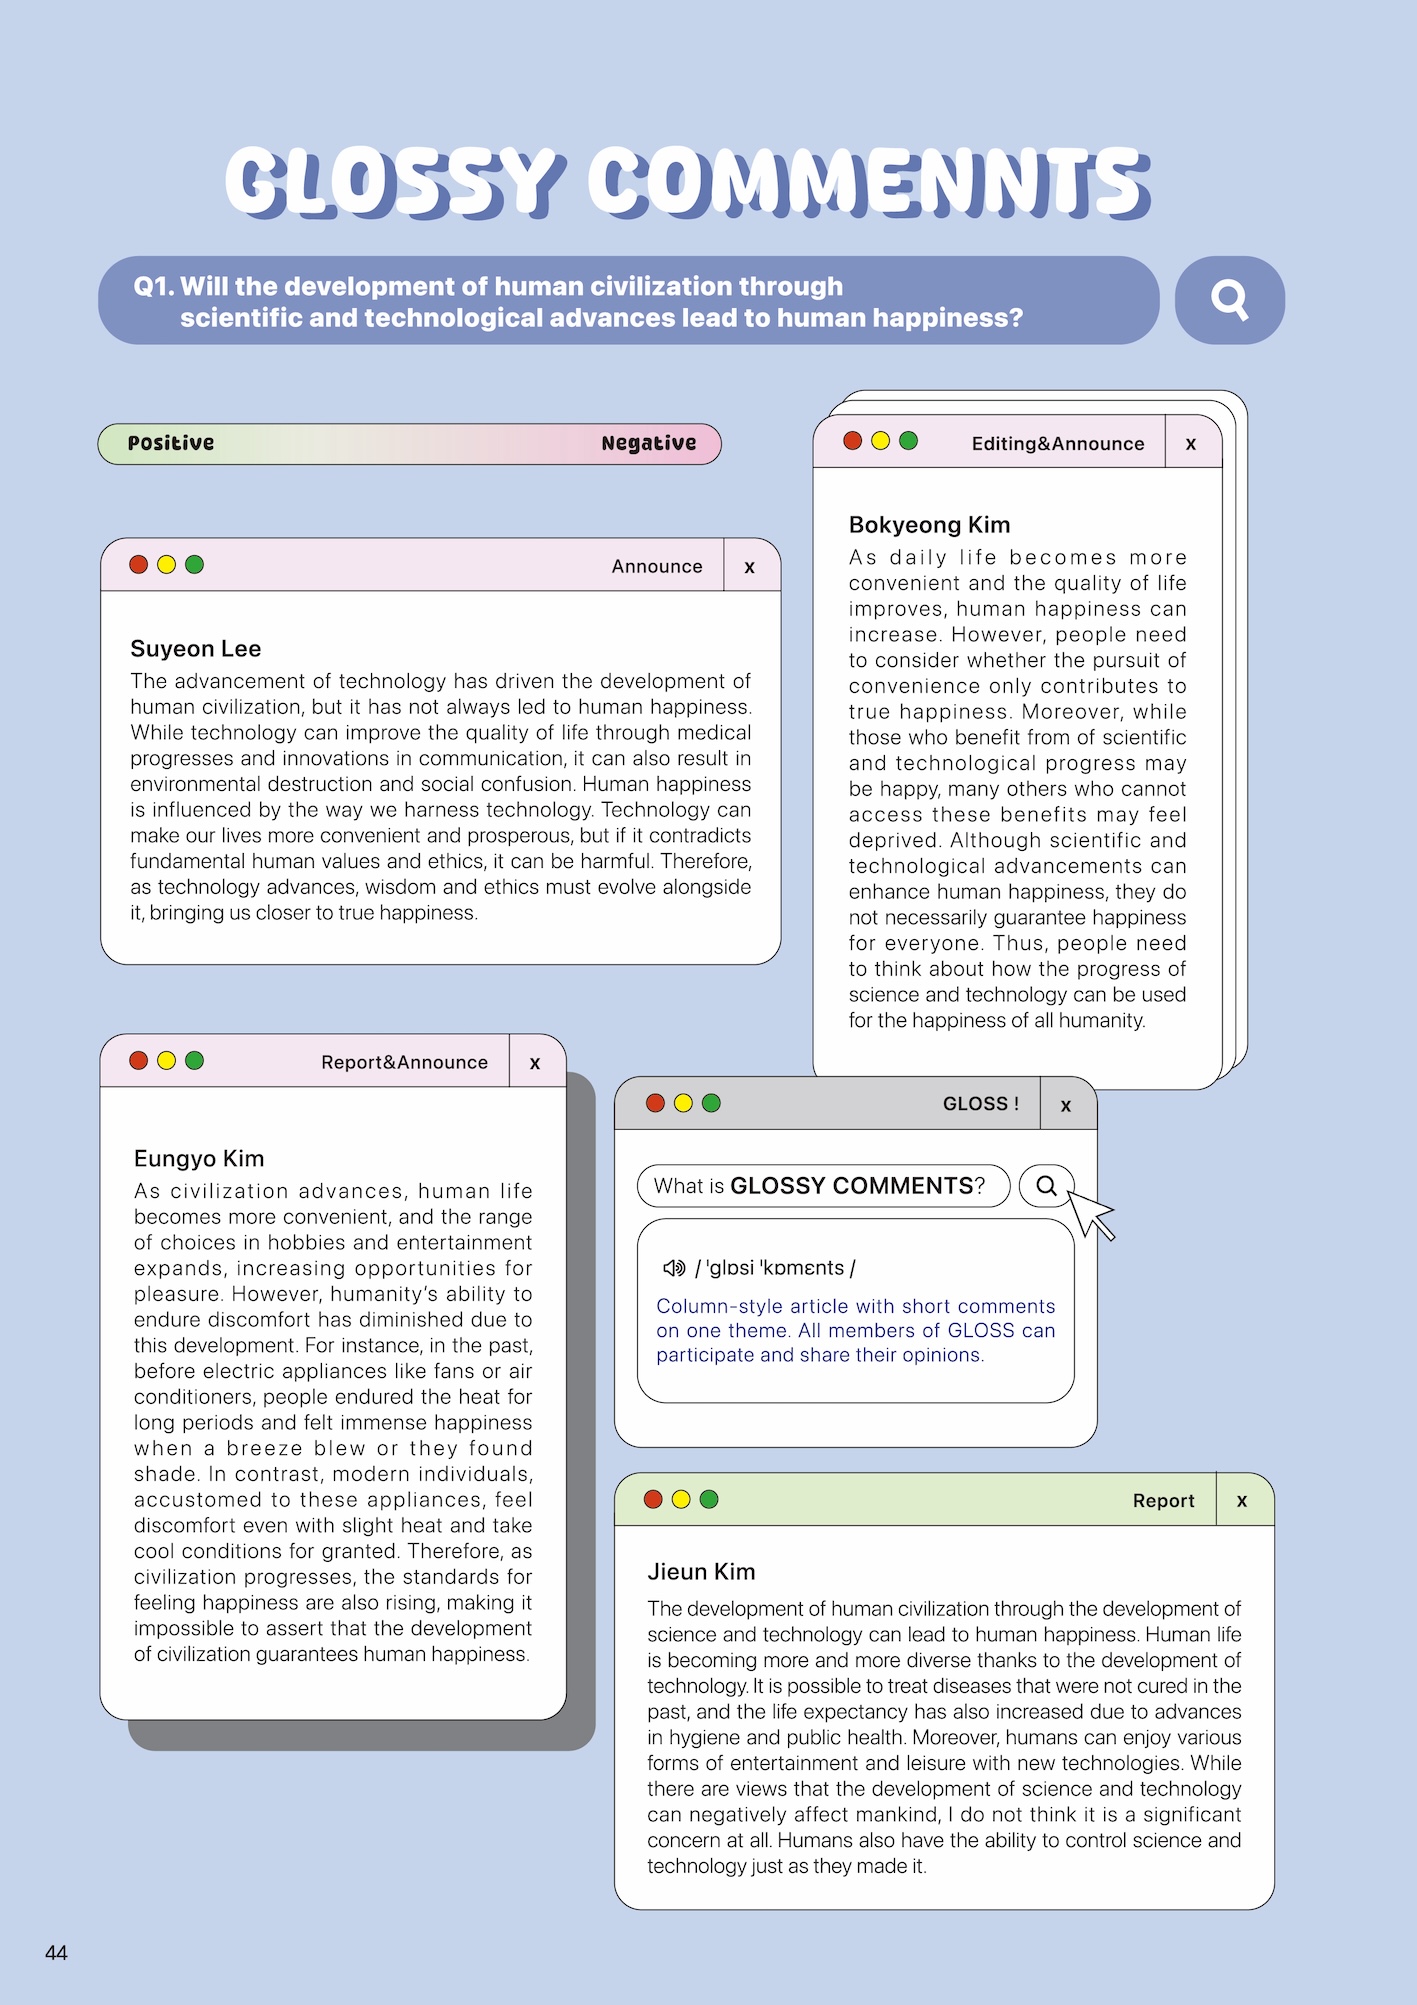 GLOSSY COMMENNTS
Q1. Will the development of human civilization through
scientific and technological advances lead to human happiness?
Positive
Negative
Announce x
Suyeon Lee
The advancement of technology has driven the development of
human civilization, but it has not always led to human happiness.
While technology can improve the quality of life through medical
progresses and innovations in communication, it can also result in
environmental destruction and social confusion. Human happiness
is influenced by the way we harness technology. Technology can
make our lives more convenient and prosperous, but if it contradicts
fundamental human values and ethics, it can be harmful. Therefore,
as technology advances, wisdom and ethics must evolve alongside
it, bringing us closer to true happiness.
Editing&Announce x
Bokyeong Kim
As daily life becomes more
convenient and the quality of life
improves, human happiness can
increase. However, people need
to consider whether the pursuit of
convenience only contributes to
true happiness. Moreover, while
those who benefit from of scientific
and technological progress may
be happy, many others who cannot
access these benefits may feel
deprived. Although scientific and
technological advancements can
enhance human happiness, they do
not necessarily guarantee happiness
for everyone. Thus, people need
to think about how the progress of
science and technology can be used
for the happiness of all humanity.
Report&Announce x
Eungyo Kim
As civilization advances, human life
becomes more convenient, and the range
of choices in hobbies and entertainment
expands, increasing opportunities for
pleasure. However, humanity's ability to
endure discomfort has diminished due to
this development. For instance, in the past,
before electric appliances like fans or air
conditioners, people endured the heat for
long periods and felt immense happiness
when a breeze blew or they found
shade. In contrast, modern individuals,
accustomed to these appliances, feel
discomfort even with slight heat and take
cool conditions for granted. Therefore, as
civilization progresses, the standards for
feeling happiness are also rising, making it
impossible to assert that the development
of civilization guarantees human happiness.
GLOSS ! x
What is GLOSSY COMMENTS?
/ 'glɒsi 'kɒmɛnts /
Column-style article with short comments
on one theme. All members of GLOSS can
participate and share their opinions.
Report x
Jieun Kim
The development of human civilization through the development of
science and technology can lead to human happiness. Human life
is becoming more and more diverse thanks to the development of
technology. It is possible to treat diseases that were not cured in the
past, and the life expectancy has also increased due to advances
in hygiene and public health. Moreover, humans can enjoy various
forms of entertainment and leisure with new technologies. While
there are views that the development of science and technology
can negatively affect mankind, I do not think it is a significant
concern at all. Humans also have the ability to control science and
technology just as they made it.
44